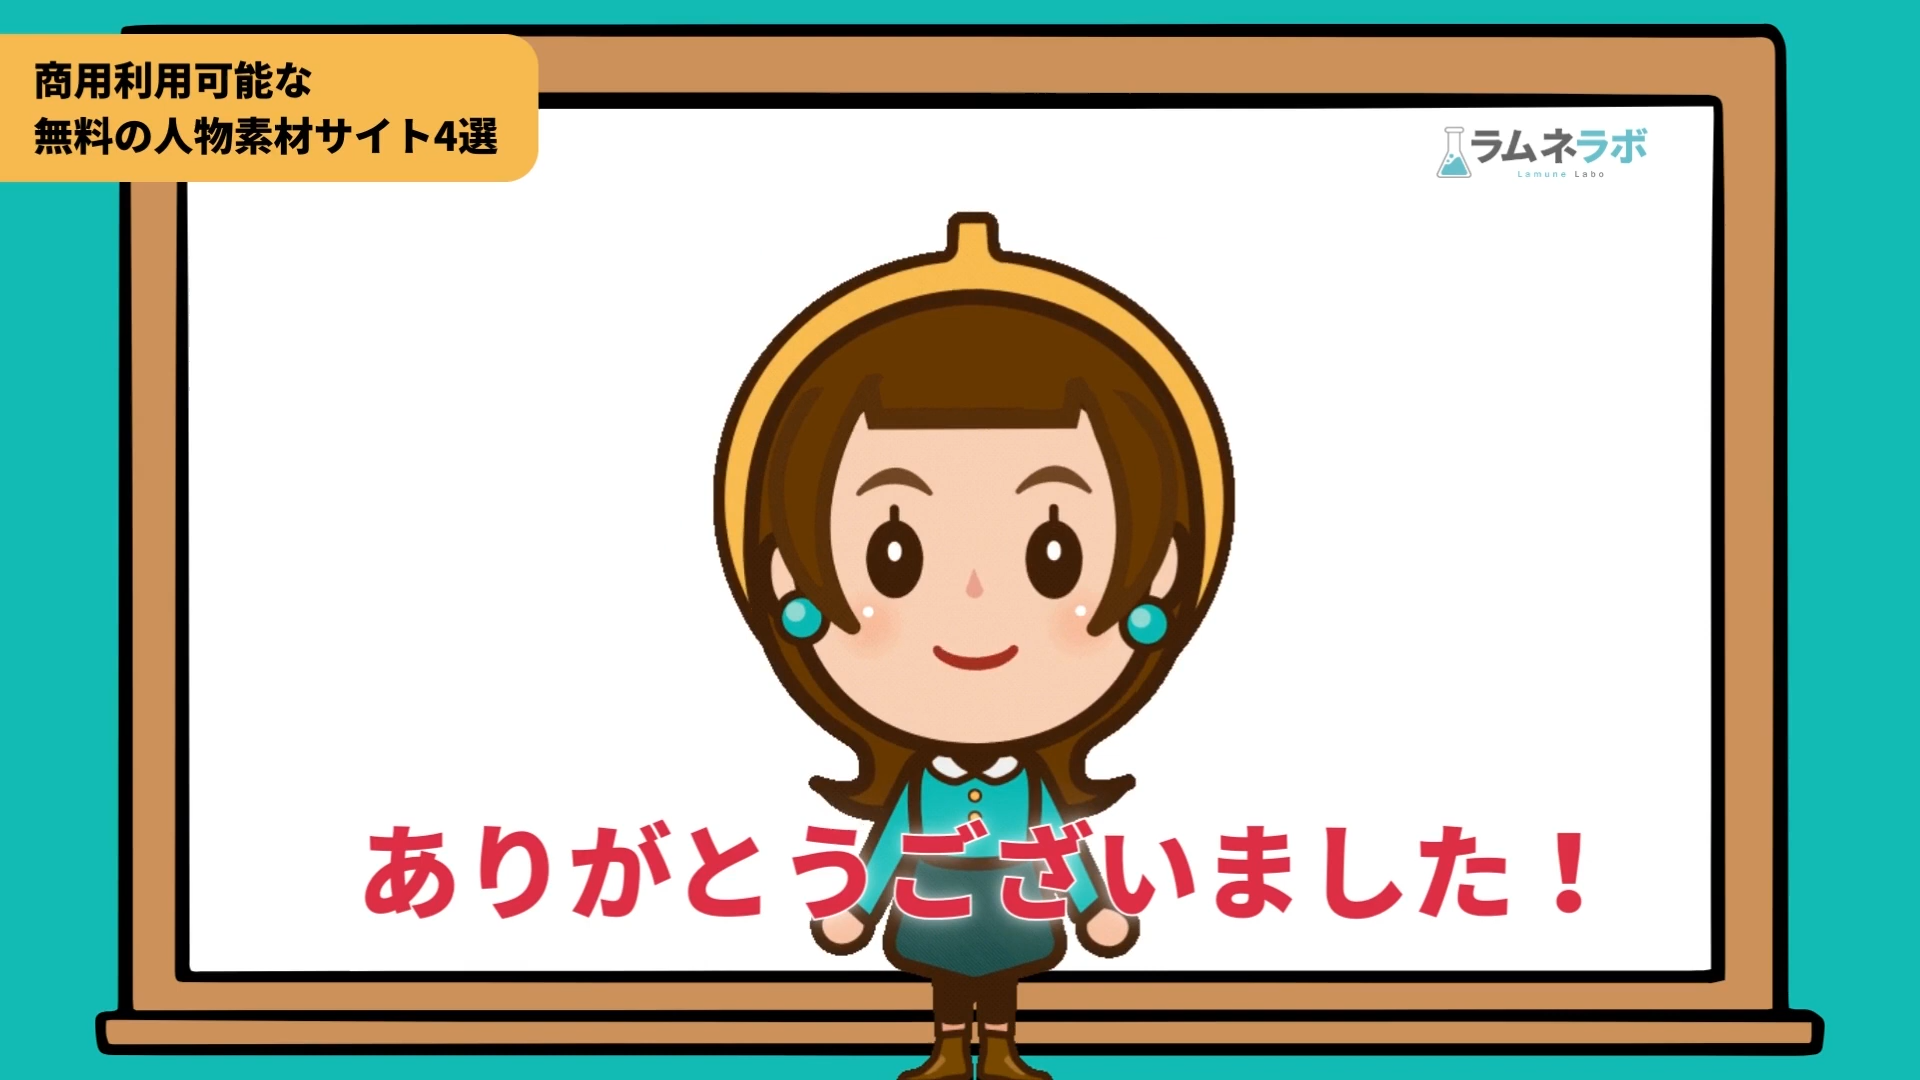 商用利用可能な
無料の人物素材サイト4選
ラムネラボ
Lamune Labo
ありがとうございました！